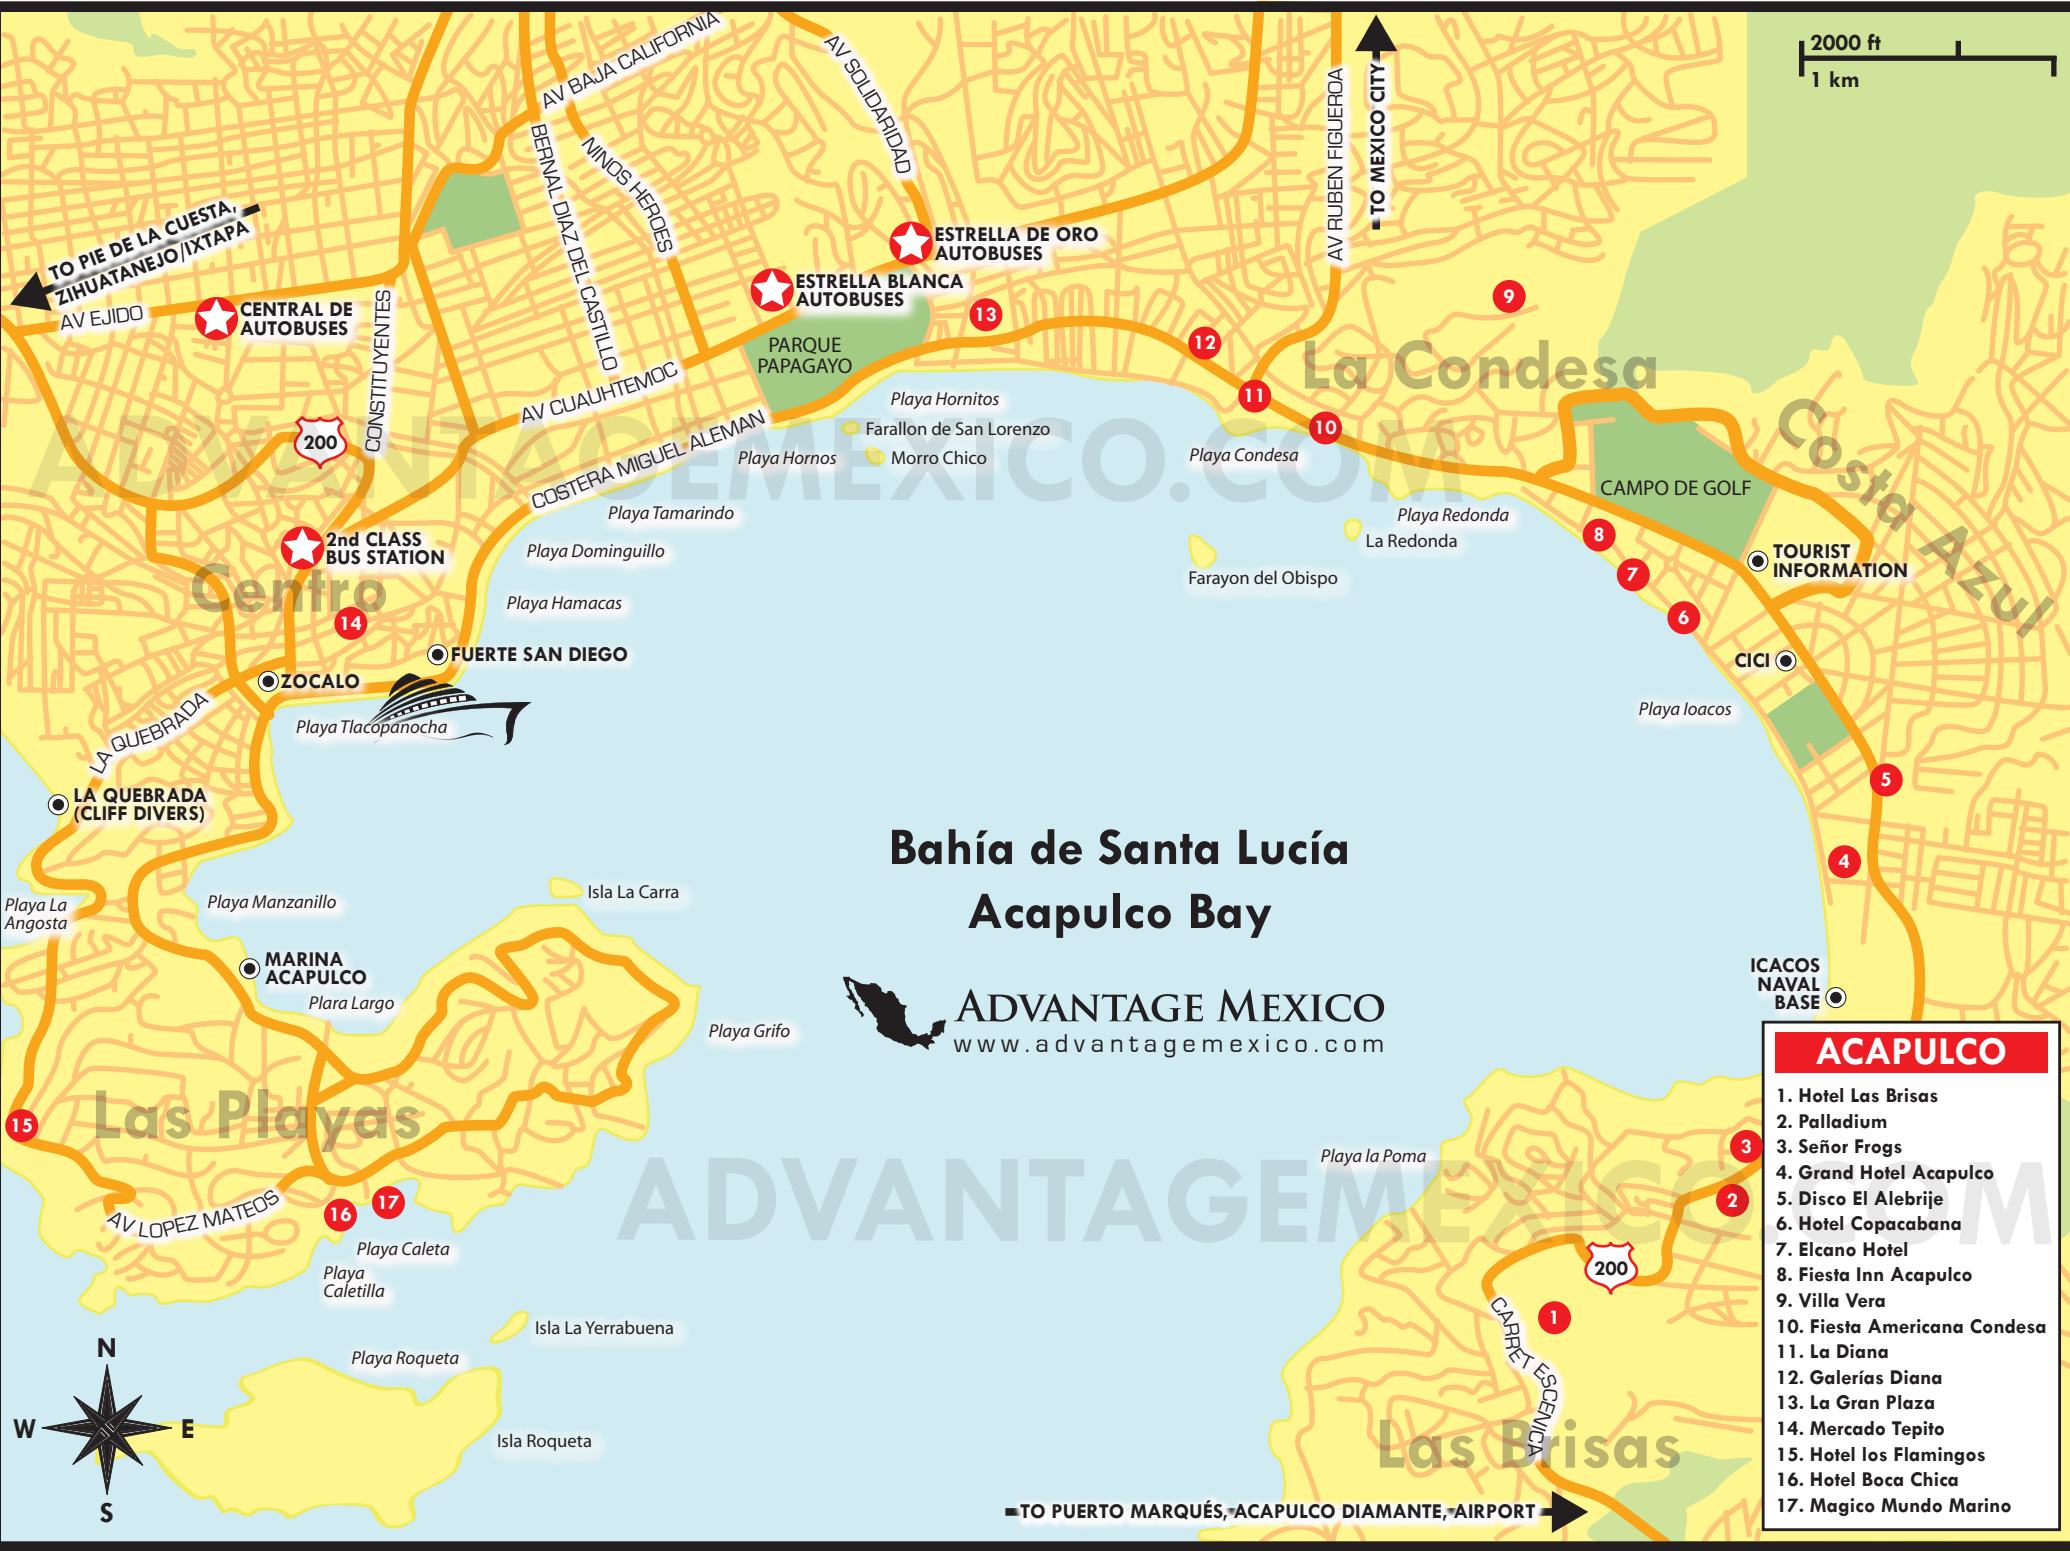 2000 ft
1 km
AV BAJA CALIFORNIA
AV SOLIDARIDAD
AV RUBEN FIGUEROA
TO MEXICO CITY
BERNAL DIAZ DEL CASTILLO
NINOS HEROES
TO PIE DE LA CUESTA,
ZIHUATANEJO/IXTAPA
AV EJIDO
CENTRAL DE
AUTOBUSES
CONSTITUYENTES
ESTRELLA DE ORO
AUTOBUSES
ESTRELLA BLANCA
AUTOBUSES
13
12
9
11
10
PARQUE
PAPAGAYO
La Condesa
Costa Azul
AV CUAUHTEMOC
COSTERA MIGUEL ALEMAN
200
ADVANTAGEMEXICO.COM
Playa Hornitos
Farallon de San Lorenzo
Playa Hornos
Morro Chico
Playa Condesa
CAMPO DE GOLF
Playa Tamarindo
Playa Redonda
La Redonda
8
2nd CLASS
BUS STATION
Playa Dominguillo
Farayon del Obispo
7
TOURIST
INFORMATION
Centro
Playa Hamacas
14
6
FUERTE SAN DIEGO
CICI
ZOCALO
Playa Tlacopanocha
Playa Ioacos
LA QUEBRADA
LA QUEBRADA
(CLIFF DIVERS)
5
Bahía de Santa Lucía
Acapulco Bay
4
Isla La Carra
Playa La
Angosta
Playa Manzanillo
MARINA
ACAPULCO
Plara Largo
Playa Grifo
ADVANTAGE MEXICO
www.advantagemexico.com
ICACOS
NAVAL
BASE
15
Las Playas
AV LOPEZ MATEOS
16
17
Playa Caleta
Playa
Caletilla
ADVANTAGEMEXICO.COM
Playa la Poma
3
2
200
1
CARRET ESCENICA
Las Brisas
Isla La Yerrabuena
Playa Roqueta
Isla Roqueta
N
W
E
S
TO PUERTO MARQUÉS, ACAPULCO DIAMANTE, AIRPORT
ACAPULCO
1. Hotel Las Brisas
2. Palladium
3. Señor Frogs
4. Grand Hotel Acapulco
5. Disco El Alebrije
6. Hotel Copacabana
7. Elcano Hotel
8. Fiesta Inn Acapulco
9. Villa Vera
10. Fiesta Americana Condesa
11. La Diana
12. Galerías Diana
13. La Gran Plaza
14. Mercado Tepito
15. Hotel los Flamingos
16. Hotel Boca Chica
17. Magico Mundo Marino